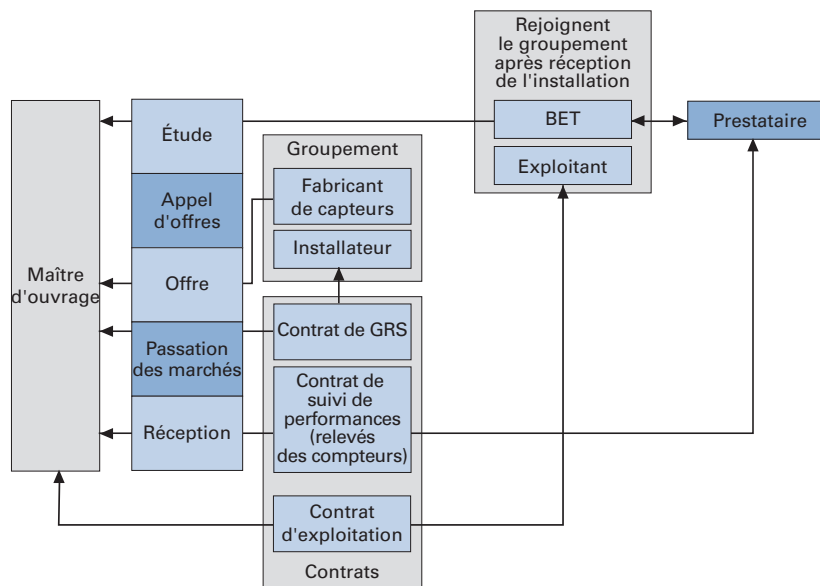 Rejoignent
le groupement
après réception
de l'installation
BET
Exploitant
Prestataire
Maître
d'ouvrage
Étude
Appel
d'offres
Offre
Passation
des marchés
Réception
Groupement
Fabricant
de capteurs
Installateur
Contrat de GRS
Contrat de
suivi de
performances
(relevés
des compteurs)
Contrat
d'exploitation
Contrats